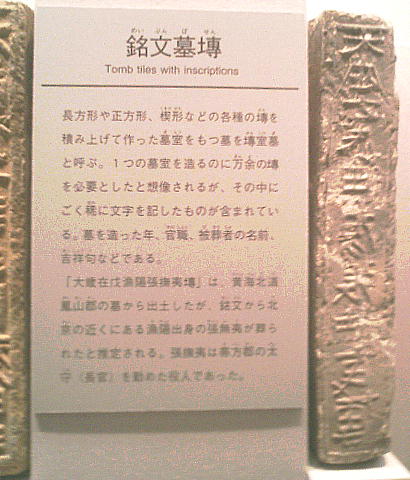 めい ぶん ぼ せん
銘文墓塼
Tomb tiles with inscriptions
長方形や正方形、楔形などの各種の塼を
積み上げて作った墓室をもつ墓を塼室墓
と呼ぶ。1つの墓室を造るのに万余の塼
を必要としたと想像されるが、その中に
ごく稀に文字を記したものが含まれてい
る。墓を造った年、官職、被葬者の名前、
吉祥句などである。
「大歳在戊漁陽張撫夷塼」は、黄海北道
鳳山郡の墓から出土したが、銘文から北
京の近くにある漁陽出身の張無夷が葬ら
れたと推定される。張撫夷は帯方郡の太
守（長官）を勤めた役人であった。